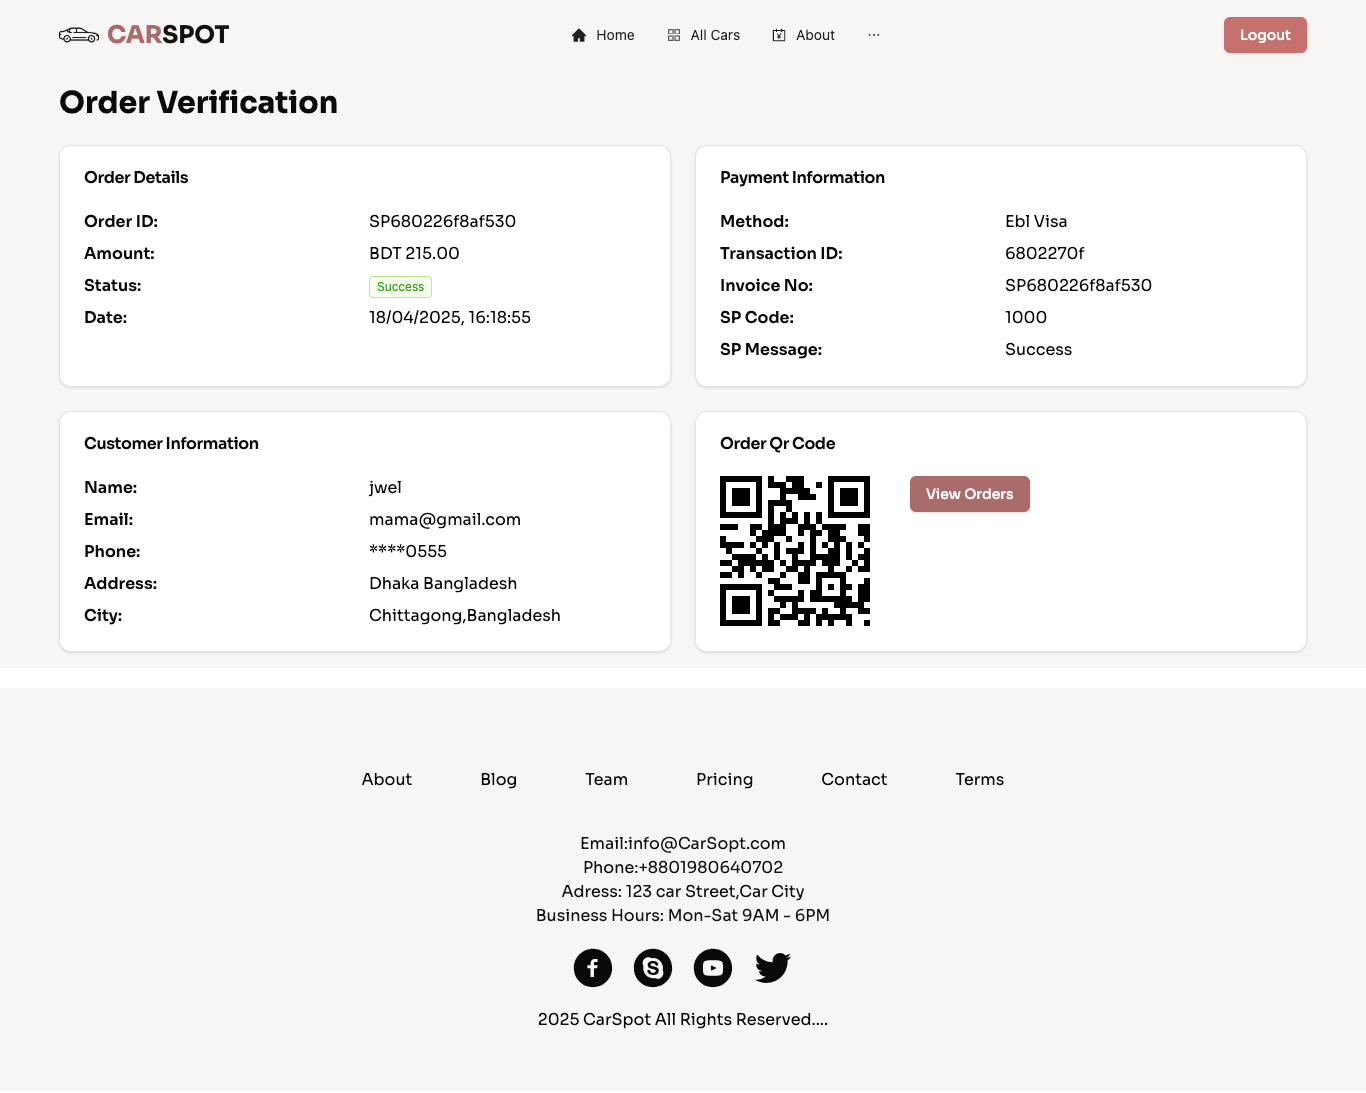 CARSPOT
Home
All Cars
About
Logout
Order Verification
Order Details
Order ID: SP680226f8af530
Amount: BDT 215.00
Status: Success
Date: 18/04/2025, 16:18:55
Payment Information
Method: Ebl Visa
Transaction ID: 6802270f
Invoice No: SP680226f8af530
SP Code: 1000
SP Message: Success
Customer Information
Name: jwel
Email: mama@gmail.com
Phone: ****0555
Address: Dhaka Bangladesh
City: Chittagong,Bangladesh
Order Qr Code
View Orders
About Blog Team Pricing Contact Terms
Email:info@CarSopt.com
Phone:+8801980640702
Adress: 123 car Street,Car City
Business Hours: Mon-Sat 9AM - 6PM
2025 CarSpot All Rights Reserved....